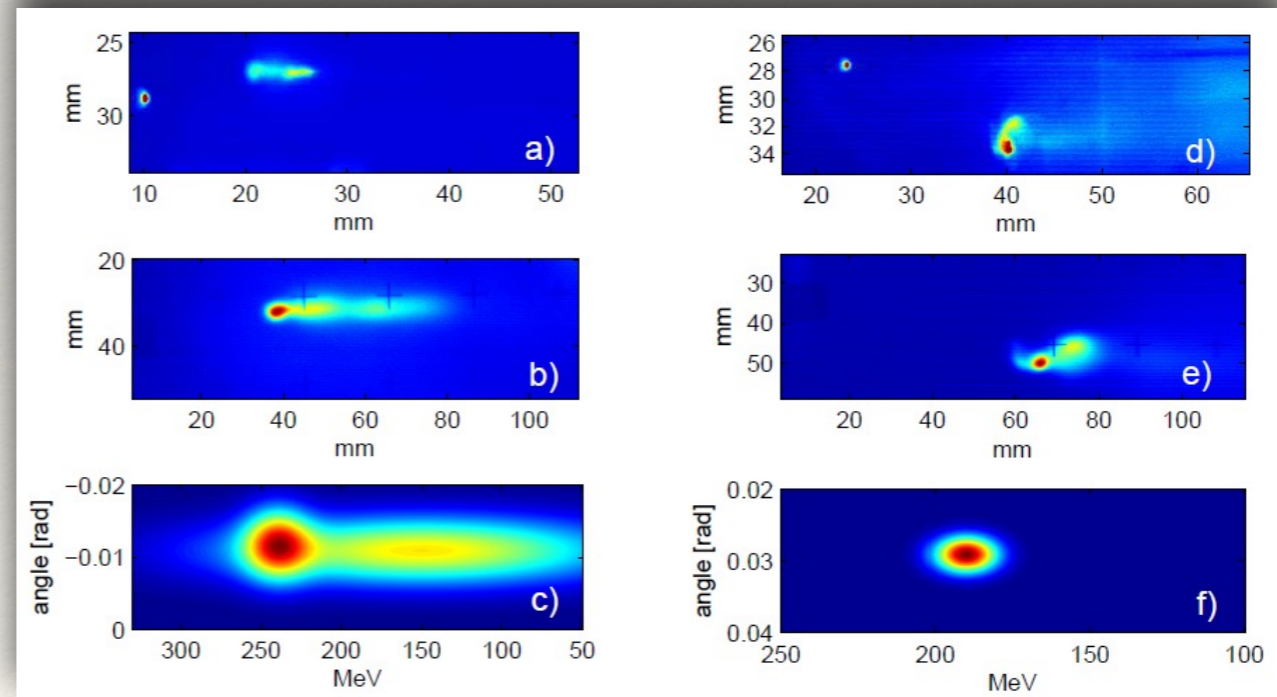 25
30
mm
a)
10 20 30 40 50
mm
20
40
mm
b)
20 40 60 80 100
mm
−0.02
−0.01
0
angle [rad]
c)
300 250 200 150 100 50
MeV
26
28
30
32
34
mm
d)
20 30 40 50 60
mm
30
40
50
mm
e)
20 40 60 80 100
mm
0.02
0.03
0.04
angle [rad]
f)
250 200 150 100
MeV